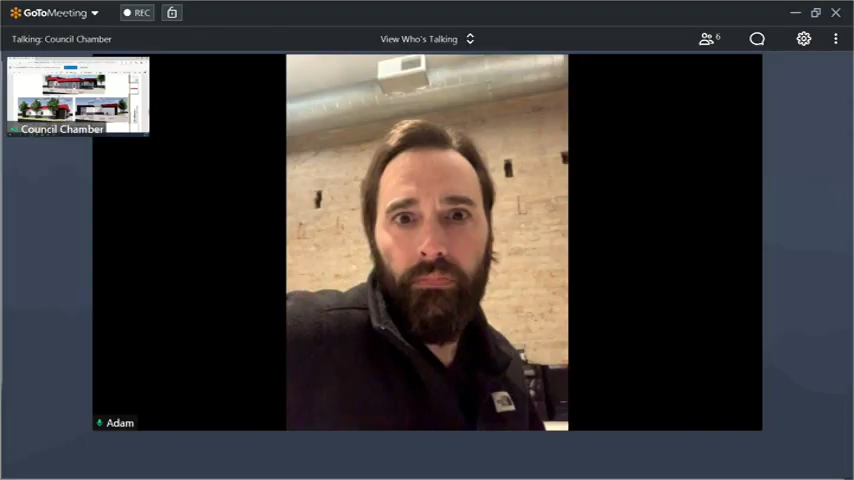 GoToMeeting
REC
Talking: Council Chamber
View Who's Talking
6
Council Chamber
Adam